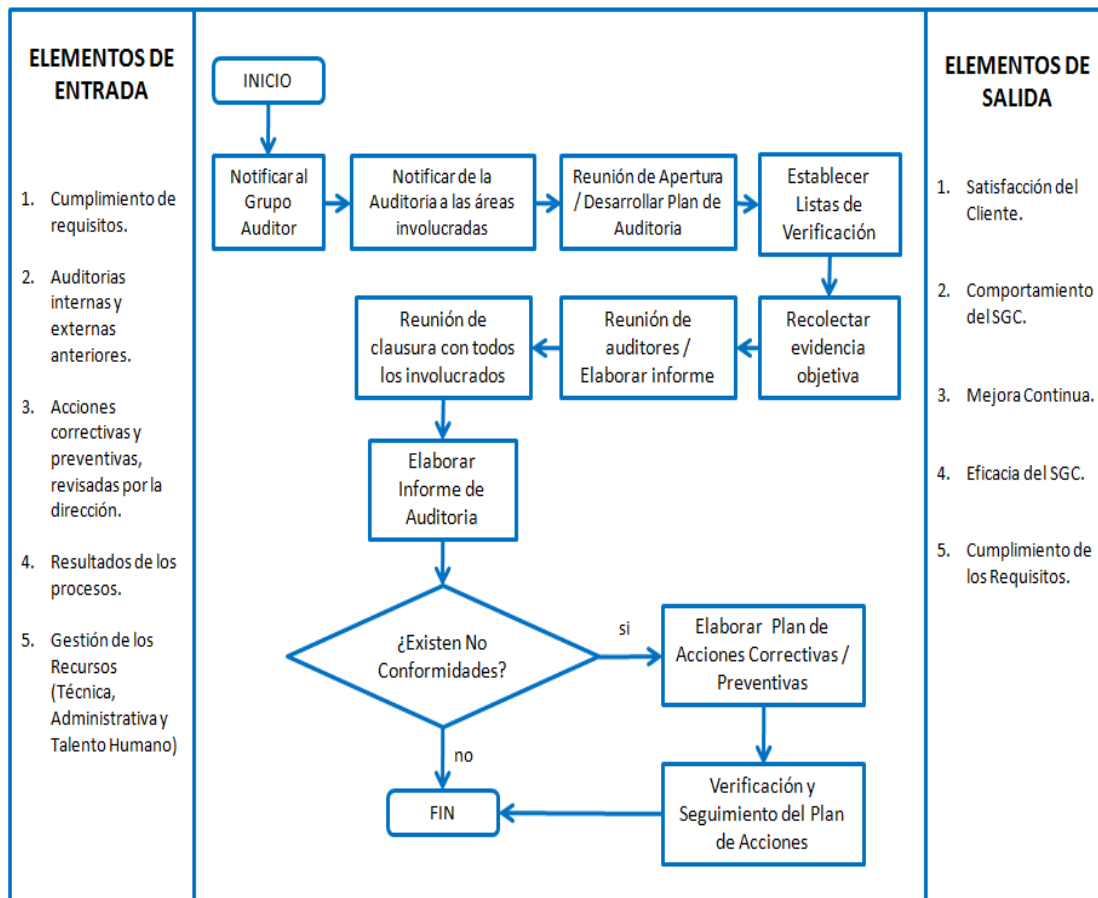 ELEMENTOS DE
ENTRADA
1. Cumplimiento de
requisitos.
2. Auditorias
internas y
externas
anteriores.
3. Acciones
correctivas y
preventivas,
revisadas por la
dirección.
4. Resultados de los
procesos.
5. Gestión de los
Recursos
(Técnica,
Administrativa y
Talento Humano)
INICIO
Notificar al
Grupo
Auditor
Notificar de la
Auditoria a las áreas
involucradas
Reunión de Apertura
/ Desarrollar Plan de
Auditoria
Establecer
Listas de
Verificación
Recolectar
evidencia
objetiva
Reunión de
auditores /
Elaborar informe
Reunión de
clausura con todos
los involucrados
Elaborar
Informe de
Auditoria
¿Existen No
Conformidades?
si
Elaborar Plan de
Acciones Correctivas /
Preventivas
Verificación y
Seguimiento del Plan
de Acciones
no
FIN
ELEMENTOS DE
SALIDA
1. Satisfacción del
Cliente.
2. Comportamiento
del SGC.
3. Mejora Continua.
4. Eficacia del SGC.
5. Cumplimiento de
los Requisitos.